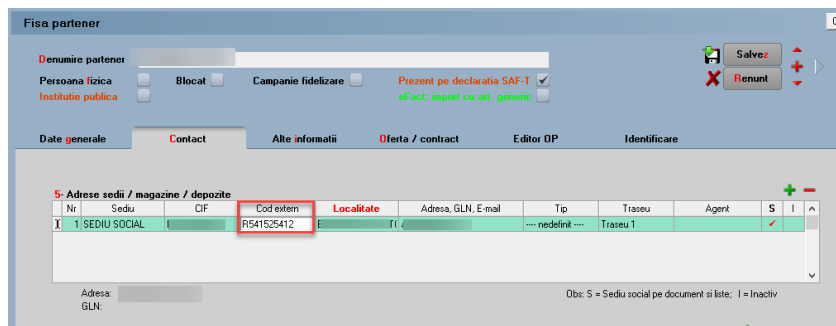 Fisa partener
Denumire partener
Salvez
Persoana fizica Blocat Campanie fidelizare Prezent pe declaratia SAF-T
Renunt
Institutie publica eFact: import cu art. generic
Date generale Contact Alte informatii Oferta / contract Editor OP Identificare
5- Adrese sedii / magazine / depozite
Nr Sediu CIF Cod extern Localitate Adresa, GLN, E-mail Tip Traseu Agent S I
1 SEDIU SOCIAL R541525412 ---- nedefinit ---- Traseu 1
Adresa: Obs: S = Sediu social pe document si liste; I = Inactiv
GLN: